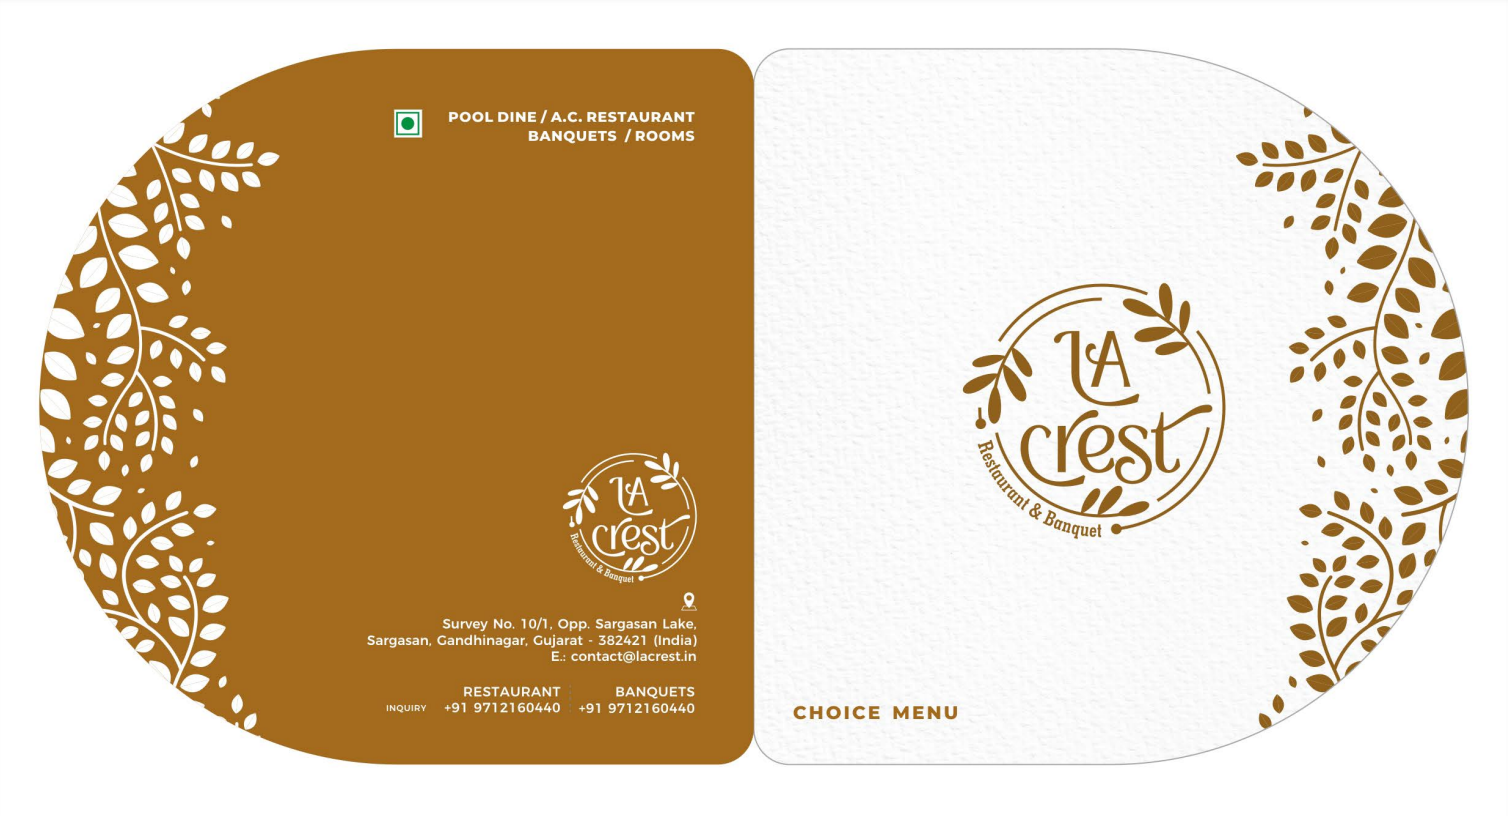 POOL DINE / A.C. RESTAURANT
BANQUETS / ROOMS
LA
crest
Restaurant & Banquet
Survey No. 10/1, Opp. Sargasan Lake,
Sargasan, Gandhinagar, Gujarat - 382421 (India)
E.: contact@lacrest.in
RESTAURANT BANQUETS
INQUIRY +91 9712160440 +91 9712160440
LA
crest
Restaurant & Banquet
CHOICE MENU